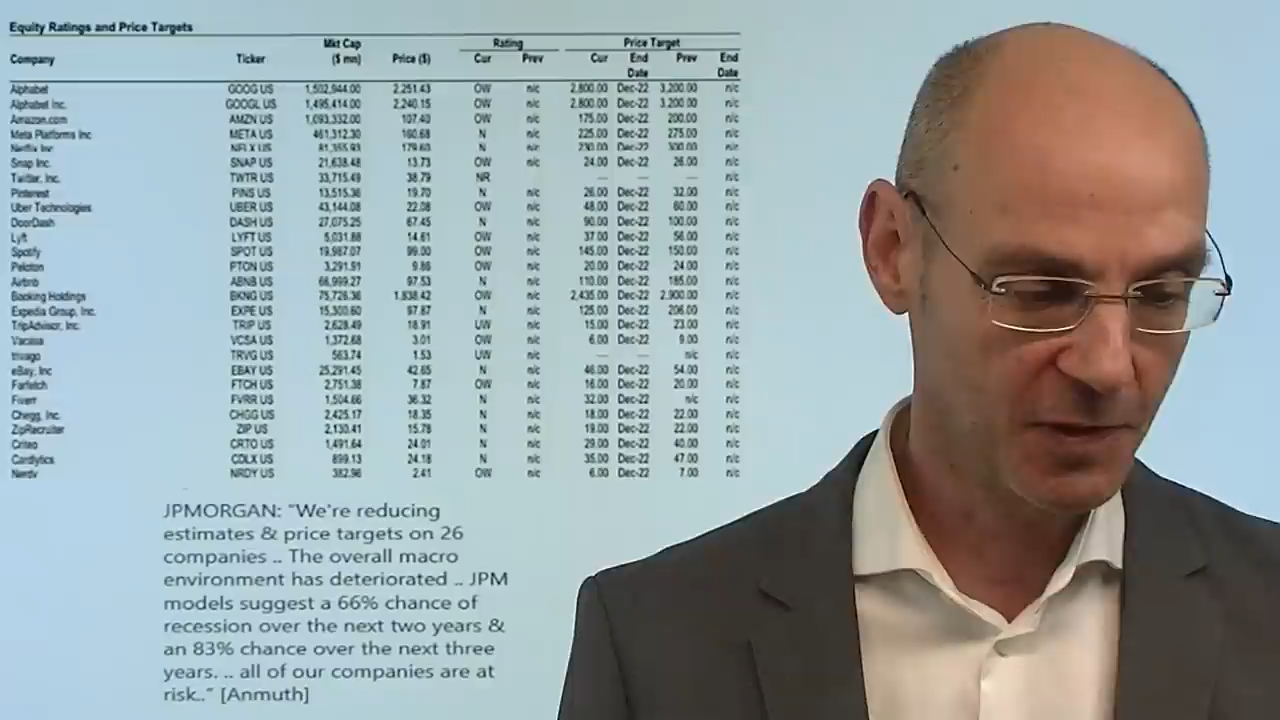 Equity Ratings and Price Targets
Mkt Cap Rating Price Target
Company Ticker ($ mn) Price ($) Cur Prev Cur End Date Prev End Date
Alphabet GOOG US 1,502,944.00 2,251.43 OW n/c 2,800.00 Dec-22 3,200.00 n/c
Alphabet Inc. GOOGL US 1,495,414.00 2,240.15 OW n/c 2,800.00 Dec-22 3,200.00 n/c
Amazon.com AMZN US 1,093,332.00 107.40 OW n/c 175.00 Dec-22 200.00 n/c
Meta Platforms Inc META US 461,312.30 160.68 N n/c 225.00 Dec-22 275.00 n/c
Netflix Inc NFLX US 81,355.93 179.60 N n/c 230.00 Dec-22 300.00 n/c
Snap Inc. SNAP US 21,638.48 13.73 OW n/c 24.00 Dec-22 26.00 n/c
Twitter, Inc. TWTR US 33,715.49 38.79 NR — — n/c
Pinterest PINS US 13,515.36 19.70 N n/c 26.00 Dec-22 32.00 n/c
Uber Technologies UBER US 43,144.08 22.08 OW n/c 48.00 Dec-22 60.00 n/c
DoorDash DASH US 27,075.25 67.45 N n/c 90.00 Dec-22 100.00 n/c
Lyft LYFT US 5,031.88 14.61 OW n/c 37.00 Dec-22 56.00 n/c
Spotify SPOT US 19,987.07 99.00 OW n/c 145.00 Dec-22 150.00 n/c
Peloton PTON US 3,291.51 9.86 OW n/c 20.00 Dec-22 24.00 n/c
Airbnb ABNB US 66,999.27 97.53 N n/c 110.00 Dec-22 185.00 n/c
Booking Holdings BKNG US 75,726.36 1,838.42 OW n/c 2,435.00 Dec-22 2,900.00 n/c
Expedia Group, Inc. EXPE US 15,300.60 97.87 N n/c 125.00 Dec-22 206.00 n/c
TripAdvisor, Inc. TRIP US 2,628.49 18.91 UW n/c 15.00 Dec-22 23.00 n/c
Vacasa VCSA US 1,372.68 3.01 OW n/c 6.00 Dec-22 9.00 n/c
trivago TRVG US 563.74 1.53 UW n/c — — n/c n/c
eBay, Inc EBAY US 25,291.45 42.65 N n/c 46.00 Dec-22 54.00 n/c
Farfetch FTCH US 2,751.38 7.87 OW n/c 16.00 Dec-22 20.00 n/c
Fiverr FVRR US 1,504.66 36.32 N n/c 32.00 Dec-22 n/c n/c
Chegg, Inc. CHGG US 2,425.17 18.35 N n/c 18.00 Dec-22 22.00 n/c
ZipRecruiter ZIP US 2,130.41 15.78 N n/c 19.00 Dec-22 22.00 n/c
Criteo CRTO US 1,491.64 24.01 N n/c 29.00 Dec-22 40.00 n/c
Cardlytics CDLX US 899.13 24.18 N n/c 35.00 Dec-22 47.00 n/c
Nerdy NRDY US 382.96 2.41 OW n/c 6.00 Dec-22 7.00 n/c
JPMORGAN: "We're reducing
estimates & price targets on 26
companies .. The overall macro
environment has deteriorated .. JPM
models suggest a 66% chance of
recession over the next two years &
an 83% chance over the next three
years. .. all of our companies are at
risk.." [Anmuth]